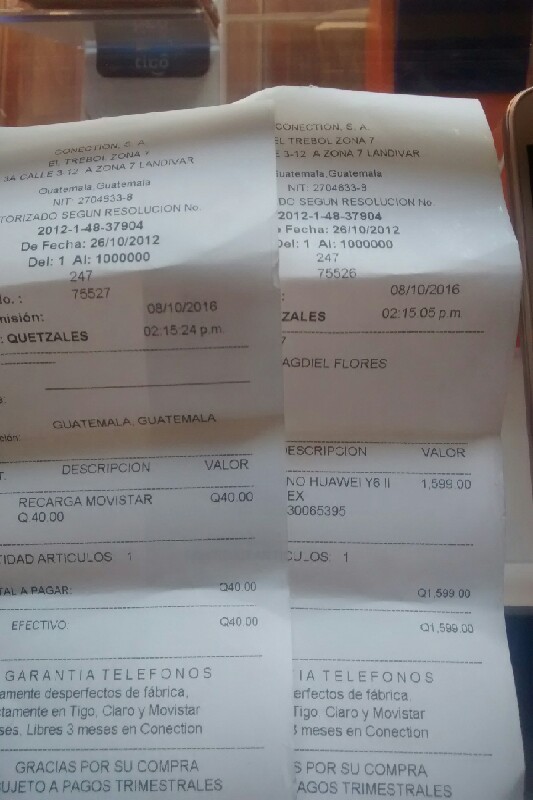 tigo
CONECTION, S. A.
EL TREBOL ZONA 7
3A CALLE 3-12 A ZONA 7 LANDIVAR
Guatemala,Guatemala
NIT: 2704633-8
TORIZADO SEGUN RESOLUCION No.
2012-1-48-37904
De Fecha: 26/10/2012
Del: 1 Al: 1000000
247
lo. : 75527
misión: 08/10/2016
: QUETZALES 02:15:24 p.m.
GUATEMALA, GUATEMALA
ción:
T. DESCRIPCION VALOR
RECARGA MOVISTAR Q40.00
Q.40.00
TIDAD ARTICULOS: 1
TAL A PAGAR: Q40.00
EFECTIVO: Q40.00
GARANTIA TELEFONOS
amente desperfectos de fábrica,
ctamente en Tigo, Claro y Movistar
ses, Libres 3 meses en Conection
GRACIAS POR SU COMPRA
SUJETO A PAGOS TRIMESTRALES
CONECTION, S. A.
EL TREBOL ZONA 7
E 3-12 A ZONA 7 LANDIVAR
uatemala,Guatemala
NIT: 2704633-8
DO SEGUN RESOLUCION No.
2012-1-48-37904
e Fecha: 26/10/2012
Del: 1 Al: 1000000
247
75526
: 08/10/2016
ZALES 02:15:05 p.m
7
AGDIEL FLORES
DESCRIPCION VALOR
NO HUAWEI Y6 II 1,599.00
EX
30065395
CULOS: 1
Q1,599.00
Q1,599.00
TIA TELEFONOS
erfectos de fábrica,
Tigo, Claro y Movistar
3 meses en Conection
S POR SU COMPRA
AGOS TRIMESTRALES